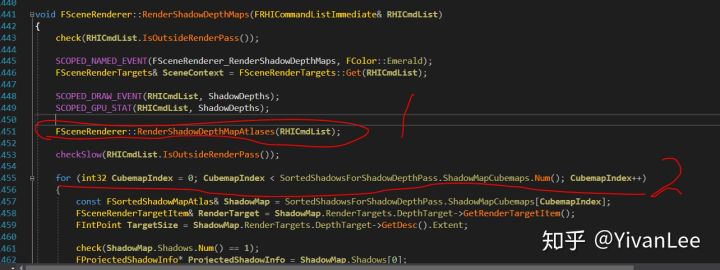 440
441 void FSceneRenderer::RenderShadowDepthMaps(FRHICommandListImmediate& RHICmdList)
442 {
443 check(RHICmdList.IsOutsideRenderPass());
444
445 SCOPED_NAMED_EVENT(FSceneRenderer_RenderShadowDepthMaps, FColor::Emerald);
446 FSceneRenderTargets& SceneContext = FSceneRenderTargets::Get(RHICmdList);
447
448 SCOPED_DRAW_EVENT(RHICmdList, ShadowDepths);
449 SCOPED_GPU_STAT(RHICmdList, ShadowDepths);
450
451 FSceneRenderer::RenderShadowDepthMapAtlases(RHICmdList); 1
452
453 checkSlow(RHICmdList.IsOutsideRenderPass());
454
455 for (int32 CubemapIndex = 0; CubemapIndex < SortedShadowsForShadowDepthPass.ShadowMapCubemaps.Num(); CubemapIndex++) 2
456 {
457 const FSortedShadowMapAtlas& ShadowMap = SortedShadowsForShadowDepthPass.ShadowMapCubemaps[CubemapIndex];
458 FSceneRenderTargetItem& RenderTarget = ShadowMap.RenderTargets.DepthTarget->GetRenderTargetItem();
459 FIntPoint TargetSize = ShadowMap.RenderTargets.DepthTarget->GetDesc().Extent;
460
461 check(ShadowMap.Shadows.Num() == 1);
462 FProjectedShadowInfo* ProjectedShadowInfo = ShadowMap.Shadows[0];
知乎 @YivanLee